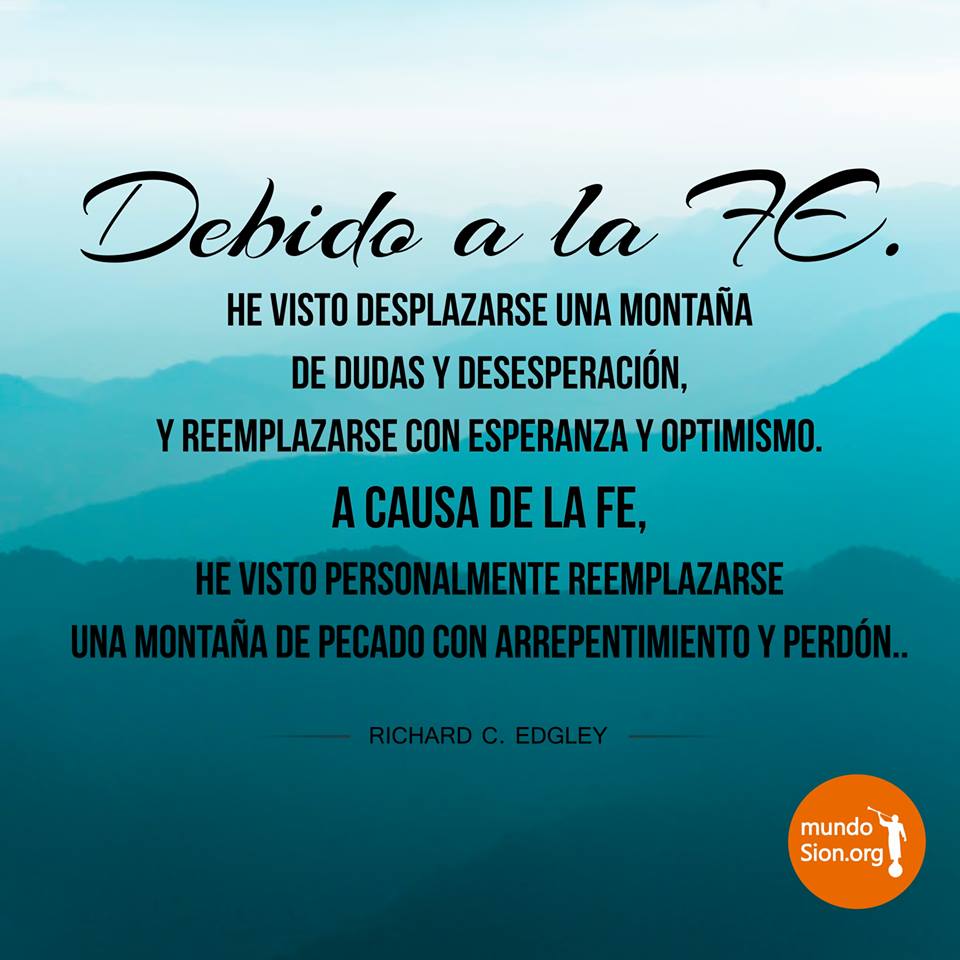 Debido a la FE.
HE VISTO DESPLAZARSE UNA MONTAÑA
DE DUDAS Y DESESPERACIÓN,
Y REEMPLAZARSE CON ESPERANZA Y OPTIMISMO.
A CAUSA DE LA FE,
HE VISTO PERSONALMENTE REEMPLAZARSE
UNA MONTAÑA DE PECADO CON ARREPENTIMIENTO Y PERDÓN..
RICHARD C. EDGLEY
mundo
Sion.org